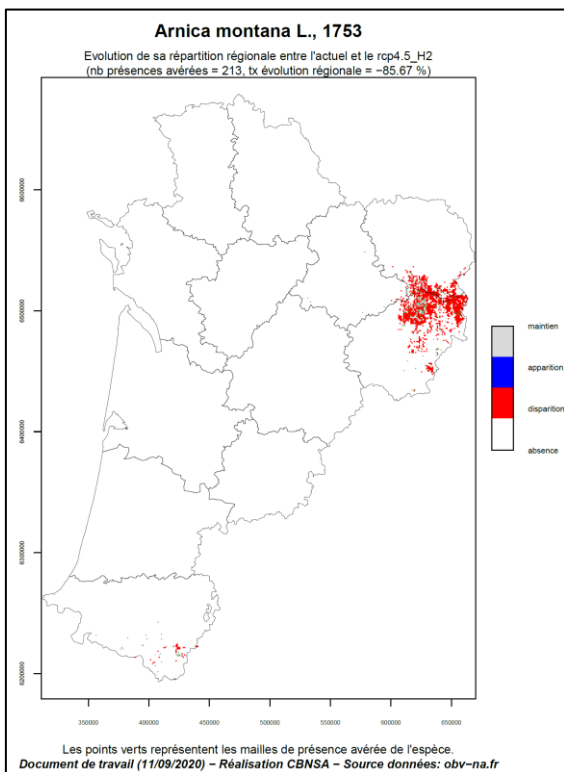 Arnica montana L., 1753
Evolution de sa répartition régionale entre l'actuel et le rcp4.5_H2
(nb présences avérées = 213, tx évolution régionale = −85.67 %)
6600000
6500000
6400000
6300000
6200000
maintien
apparition
disparition
absence
350000 400000 450000 500000 550000 600000 650000
Les points verts représentent les mailles de présence avérée de l'espèce.
Document de travail (11/09/2020) − Réalisation CBNSA − Source données: obv−na.fr